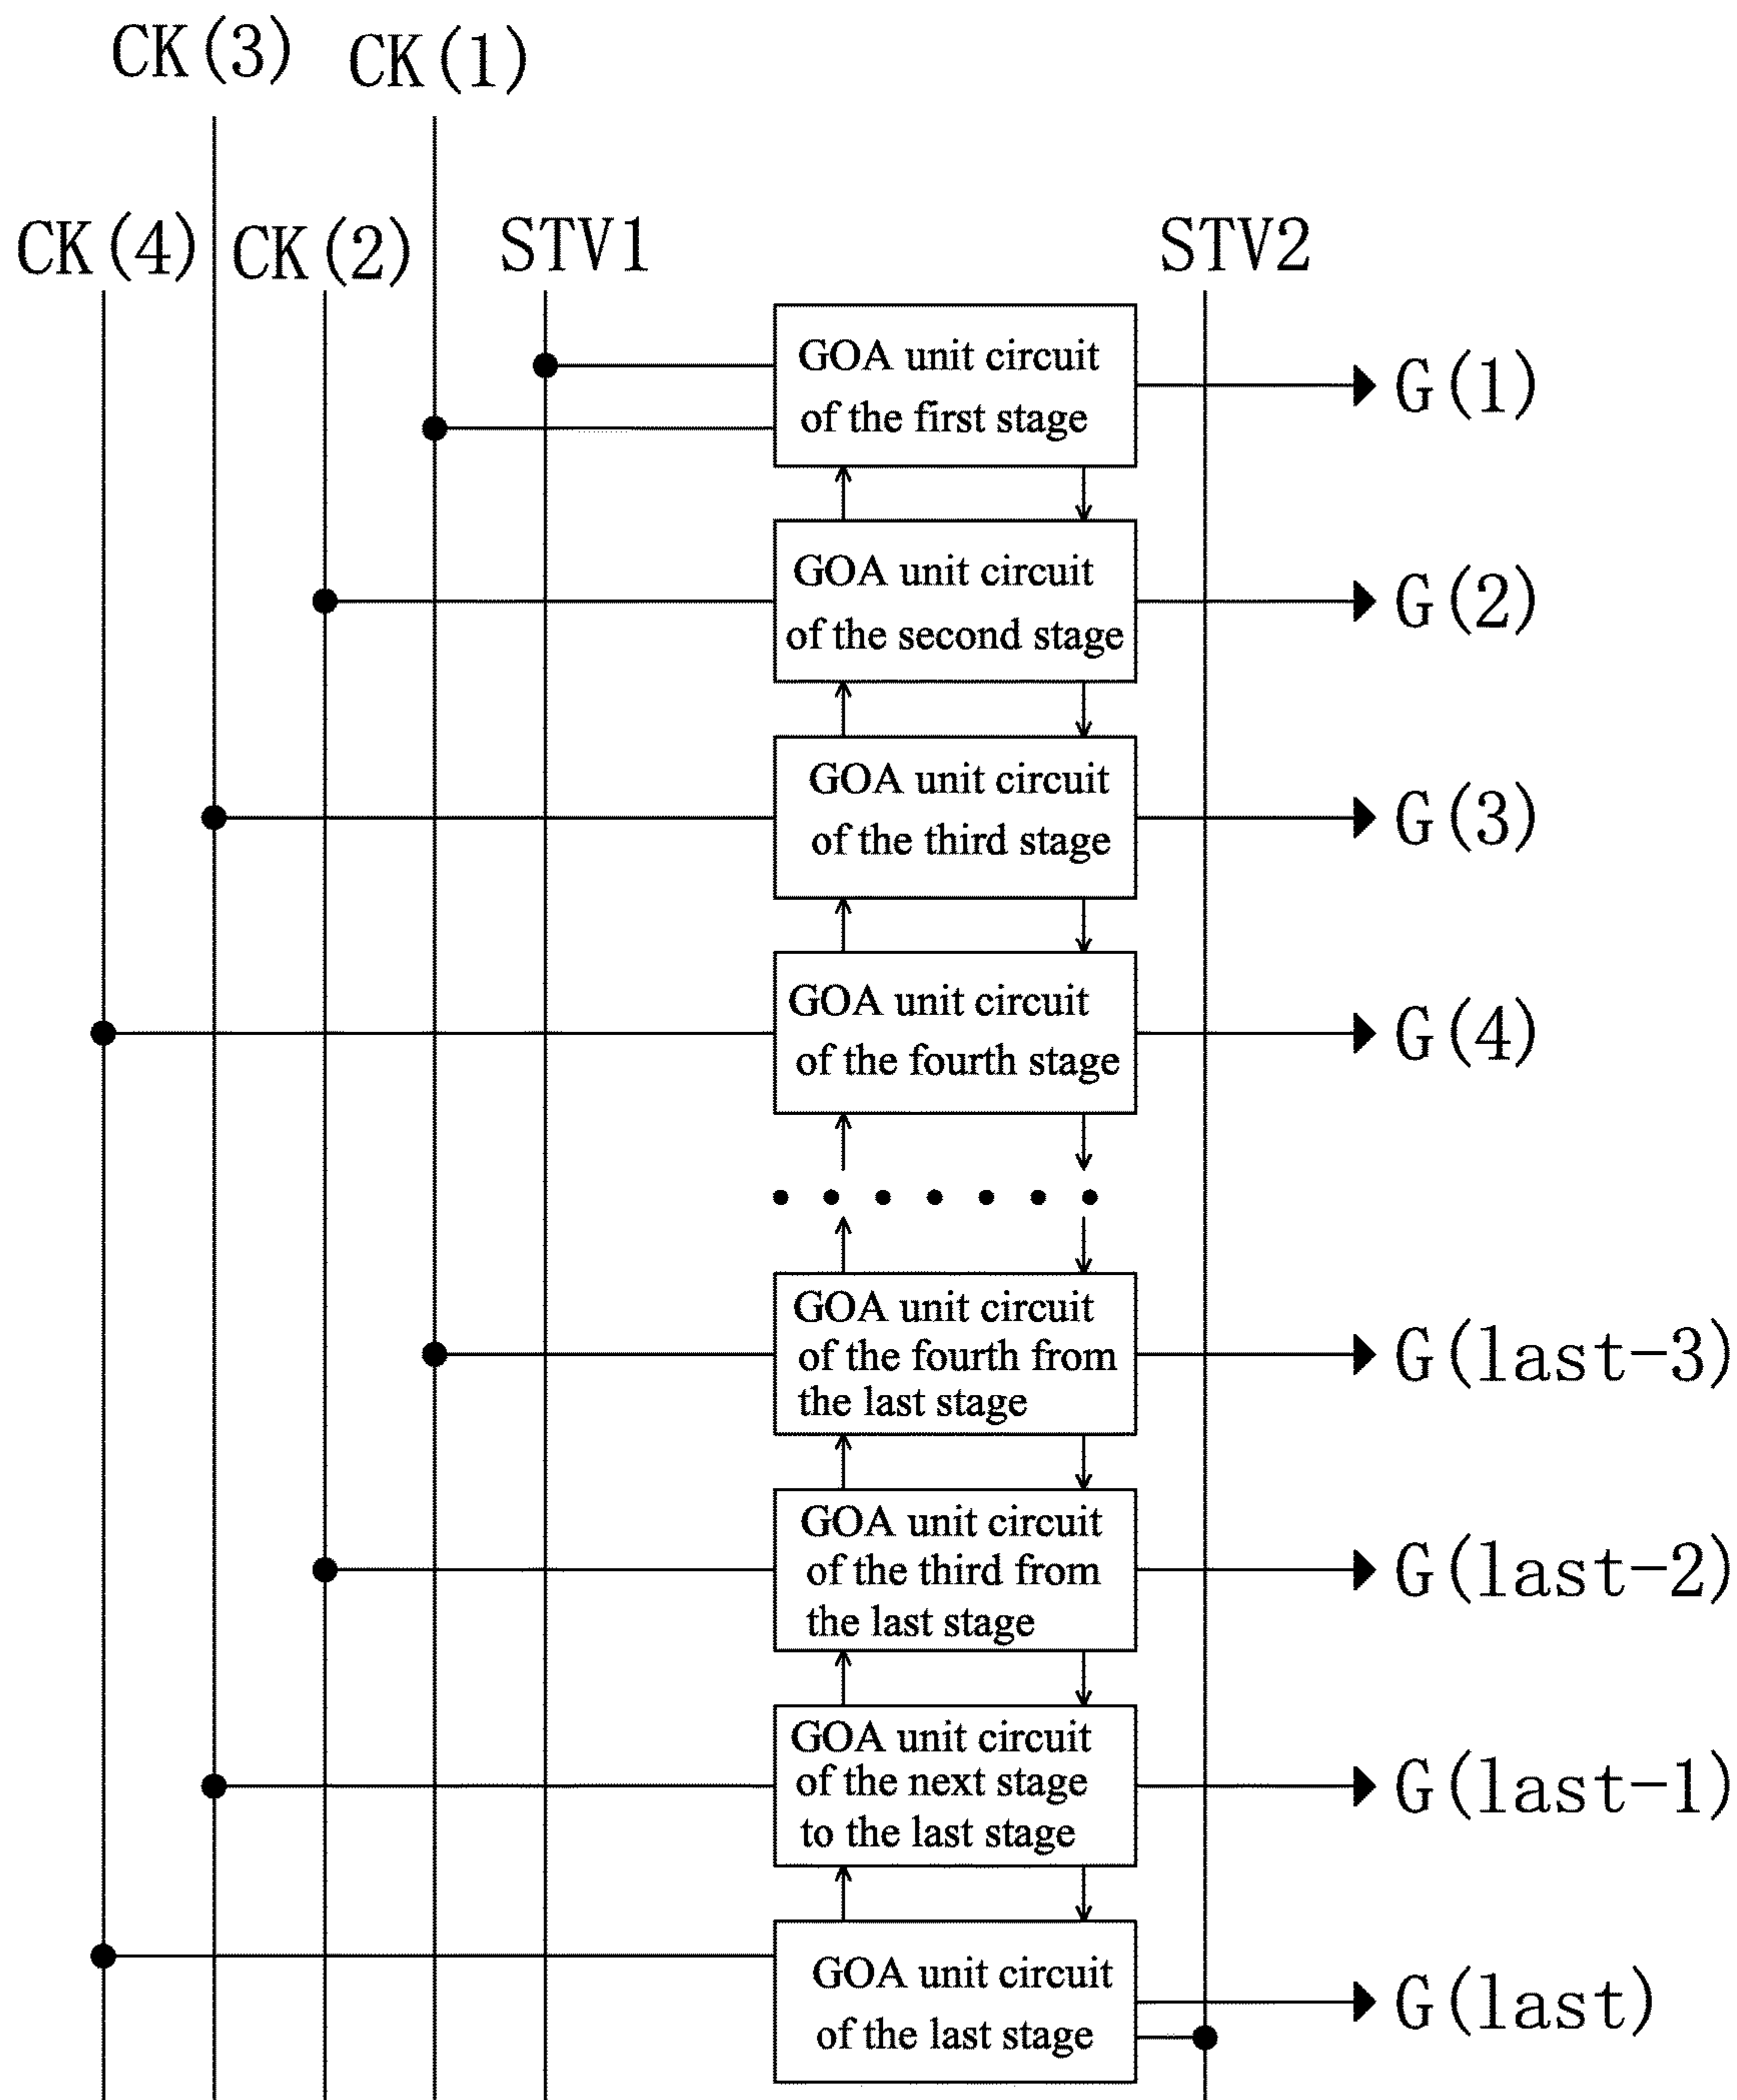 CK(3) CK(1)
CK(4) CK(2) STV1 STV2
GOA unit circuit
of the first stage
G(1)
GOA unit circuit
of the second stage
G(2)
GOA unit circuit
of the third stage
G(3)
GOA unit circuit
of the fourth stage
G(4)
GOA unit circuit
of the fourth from
the last stage
G(last-3)
GOA unit circuit
of the third from
the last stage
G(last-2)
GOA unit circuit
of the next stage
to the last stage
G(last-1)
GOA unit circuit
of the last stage
G(last)